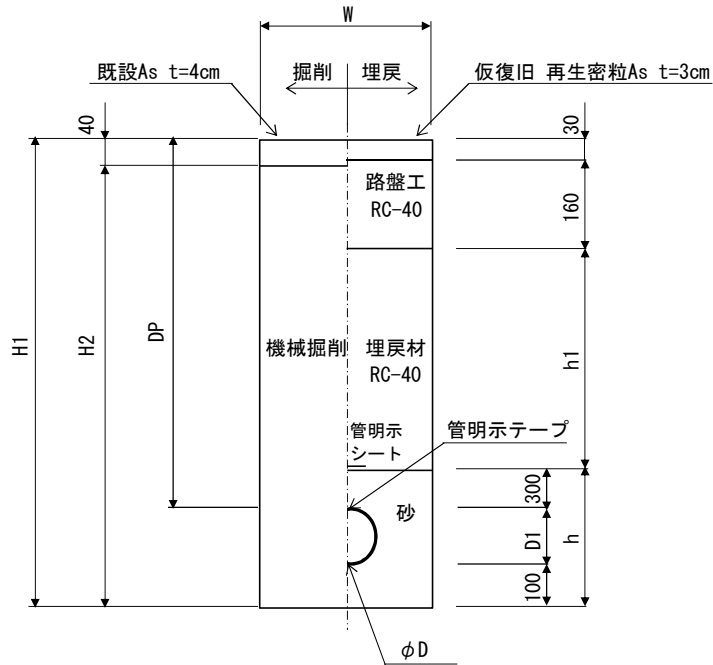 W
既設As t=4cm
掘削
埋戻
仮復旧 再生密粒As t=3cm
40
30
路盤工
RC-40
160
H1
H2
DP
機械掘削
埋戻材
RC-40
h1
管明示
シート
管明示テープ
300
砂
D1
h
100
φD